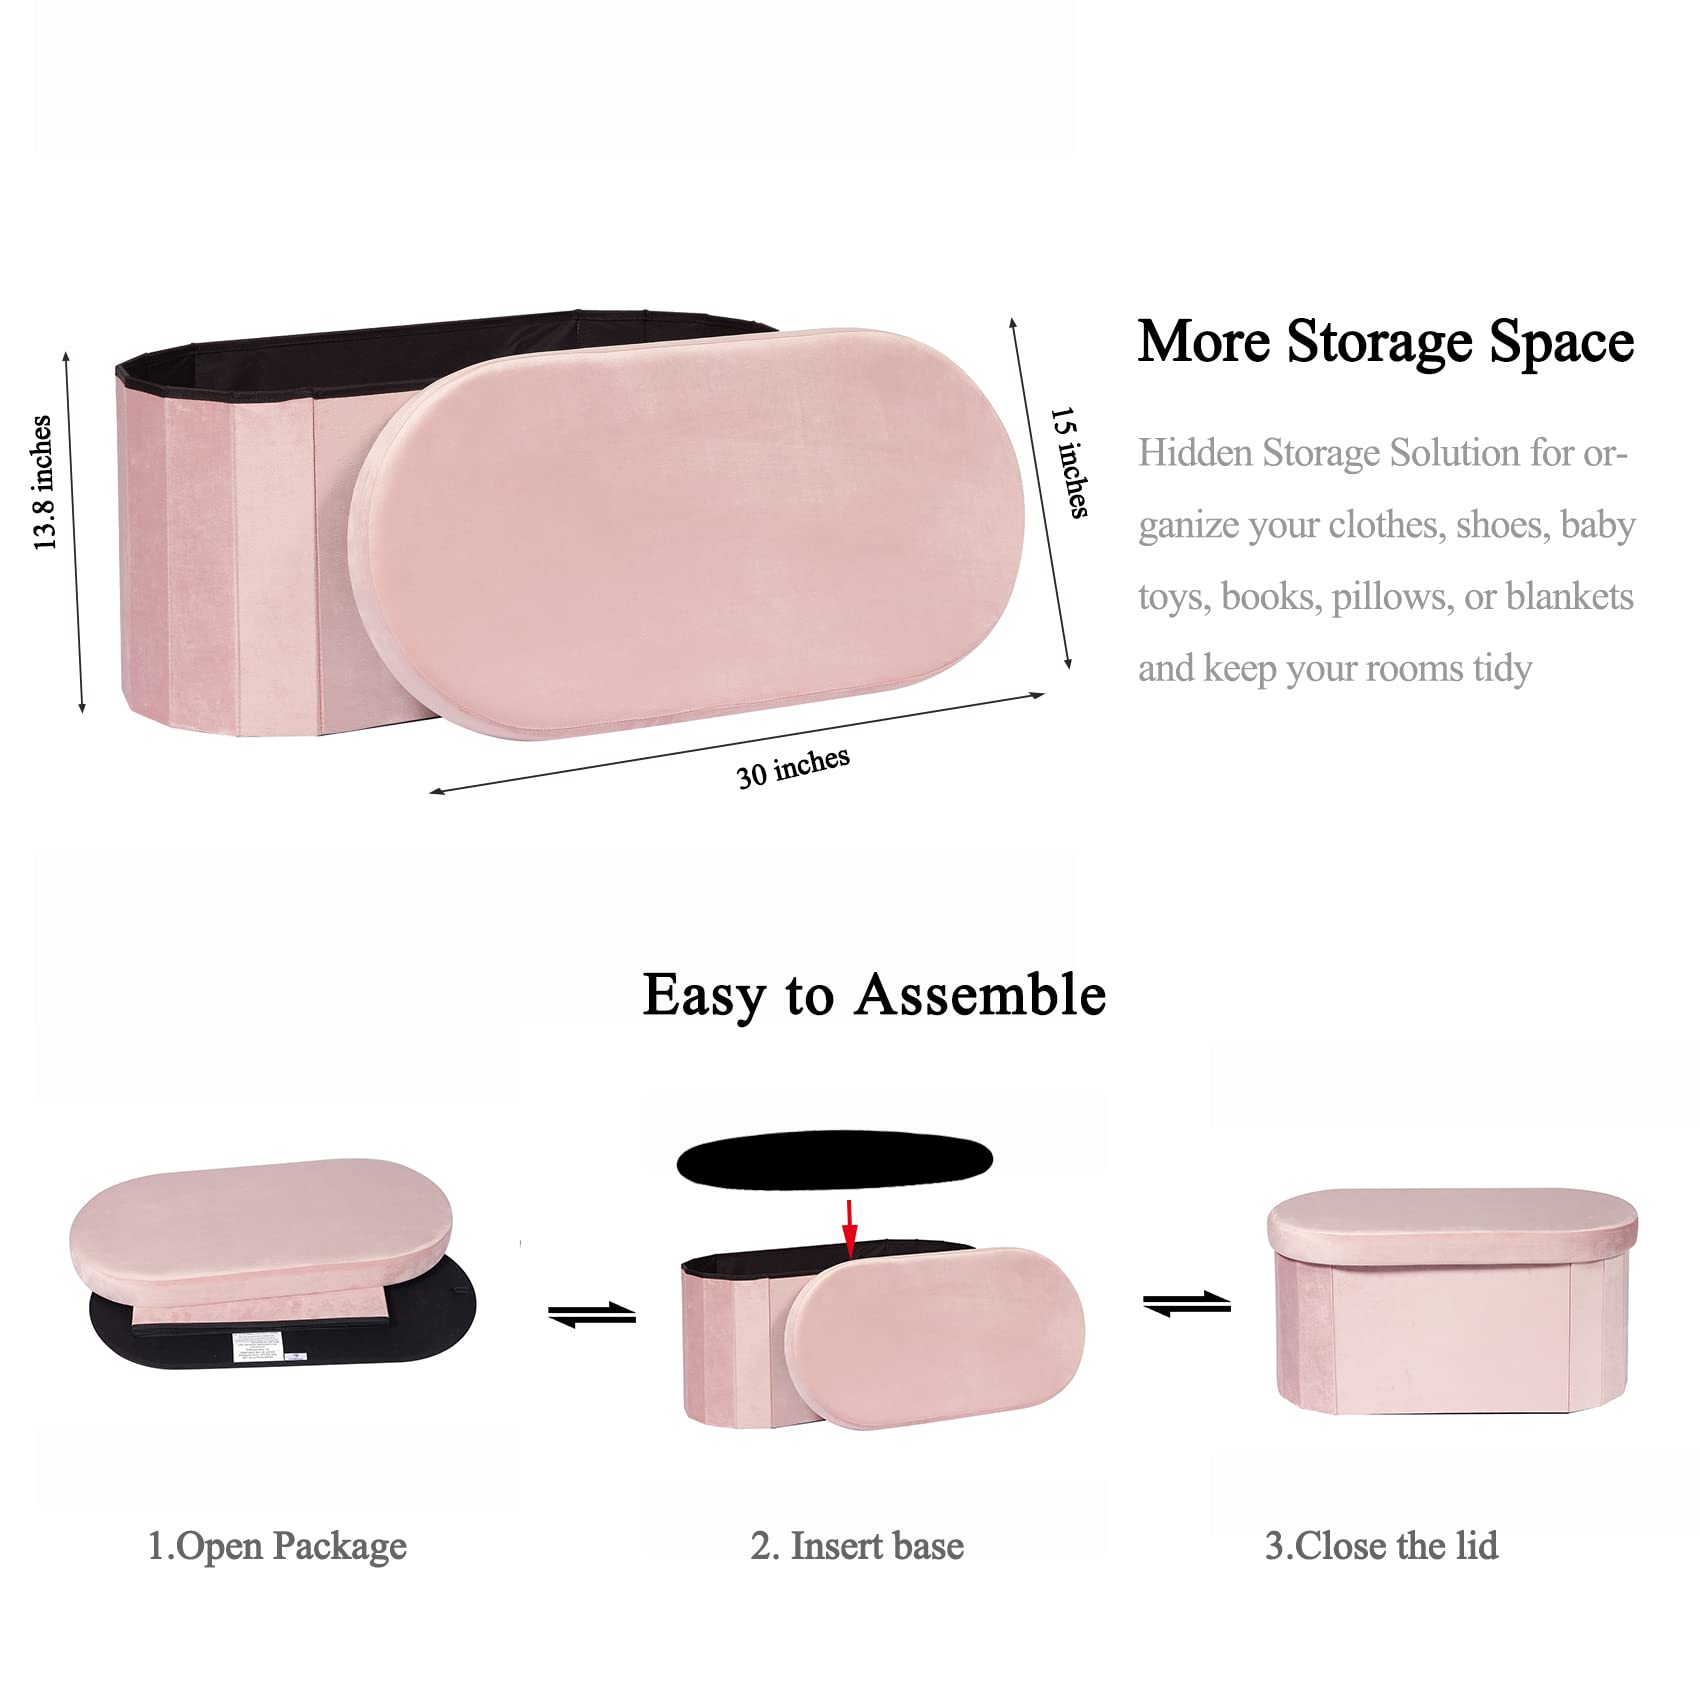 More Storage Space
13.8 inches
15 inches
Hidden Storage Solution for or-
ganize your clothes, shoes, baby
toys, books, pillows, or blankets
and keep your rooms tidy
30 inches
Easy to Assemble
1.Open Package
2. Insert base
3.Close the lid